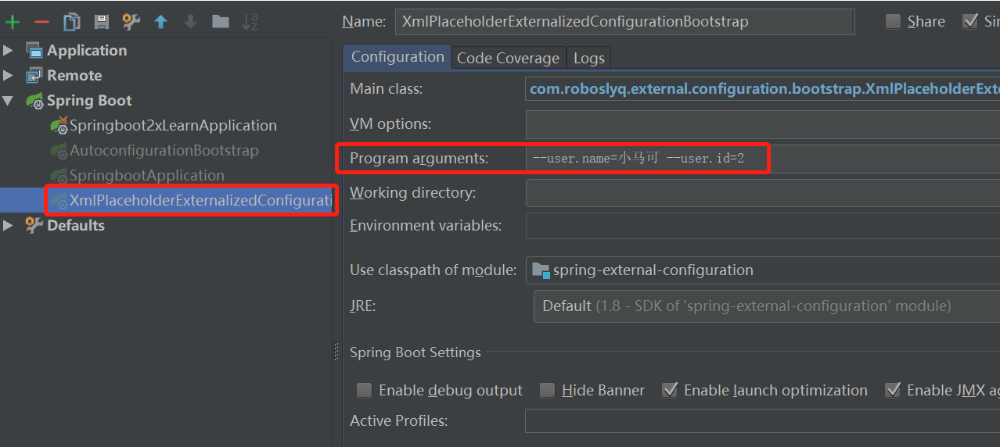 Name: XmlPlaceholderExternalizedConfigurationBootstrap Share
Application
Remote
Spring Boot
Springboot2xLearnApplication
AutoconfigurationBootstrap
SpringbootApplication
XmlPlaceholderExternalizedConfigurati
Defaults
Configuration Code Coverage Logs
Main class: com.roboslyq.external.configuration.bootstrap.XmlPlaceholderExte
VM options:
Program arguments: --user.name=小马可 --user.id=2
Working directory:
Environment variables:
Use classpath of module: spring-external-configuration
JRE: Default (1.8 - SDK of 'spring-external-configuration' module)
Spring Boot Settings
Enable debug output Hide Banner Enable launch optimization Enable JMX ag
Active Profiles: